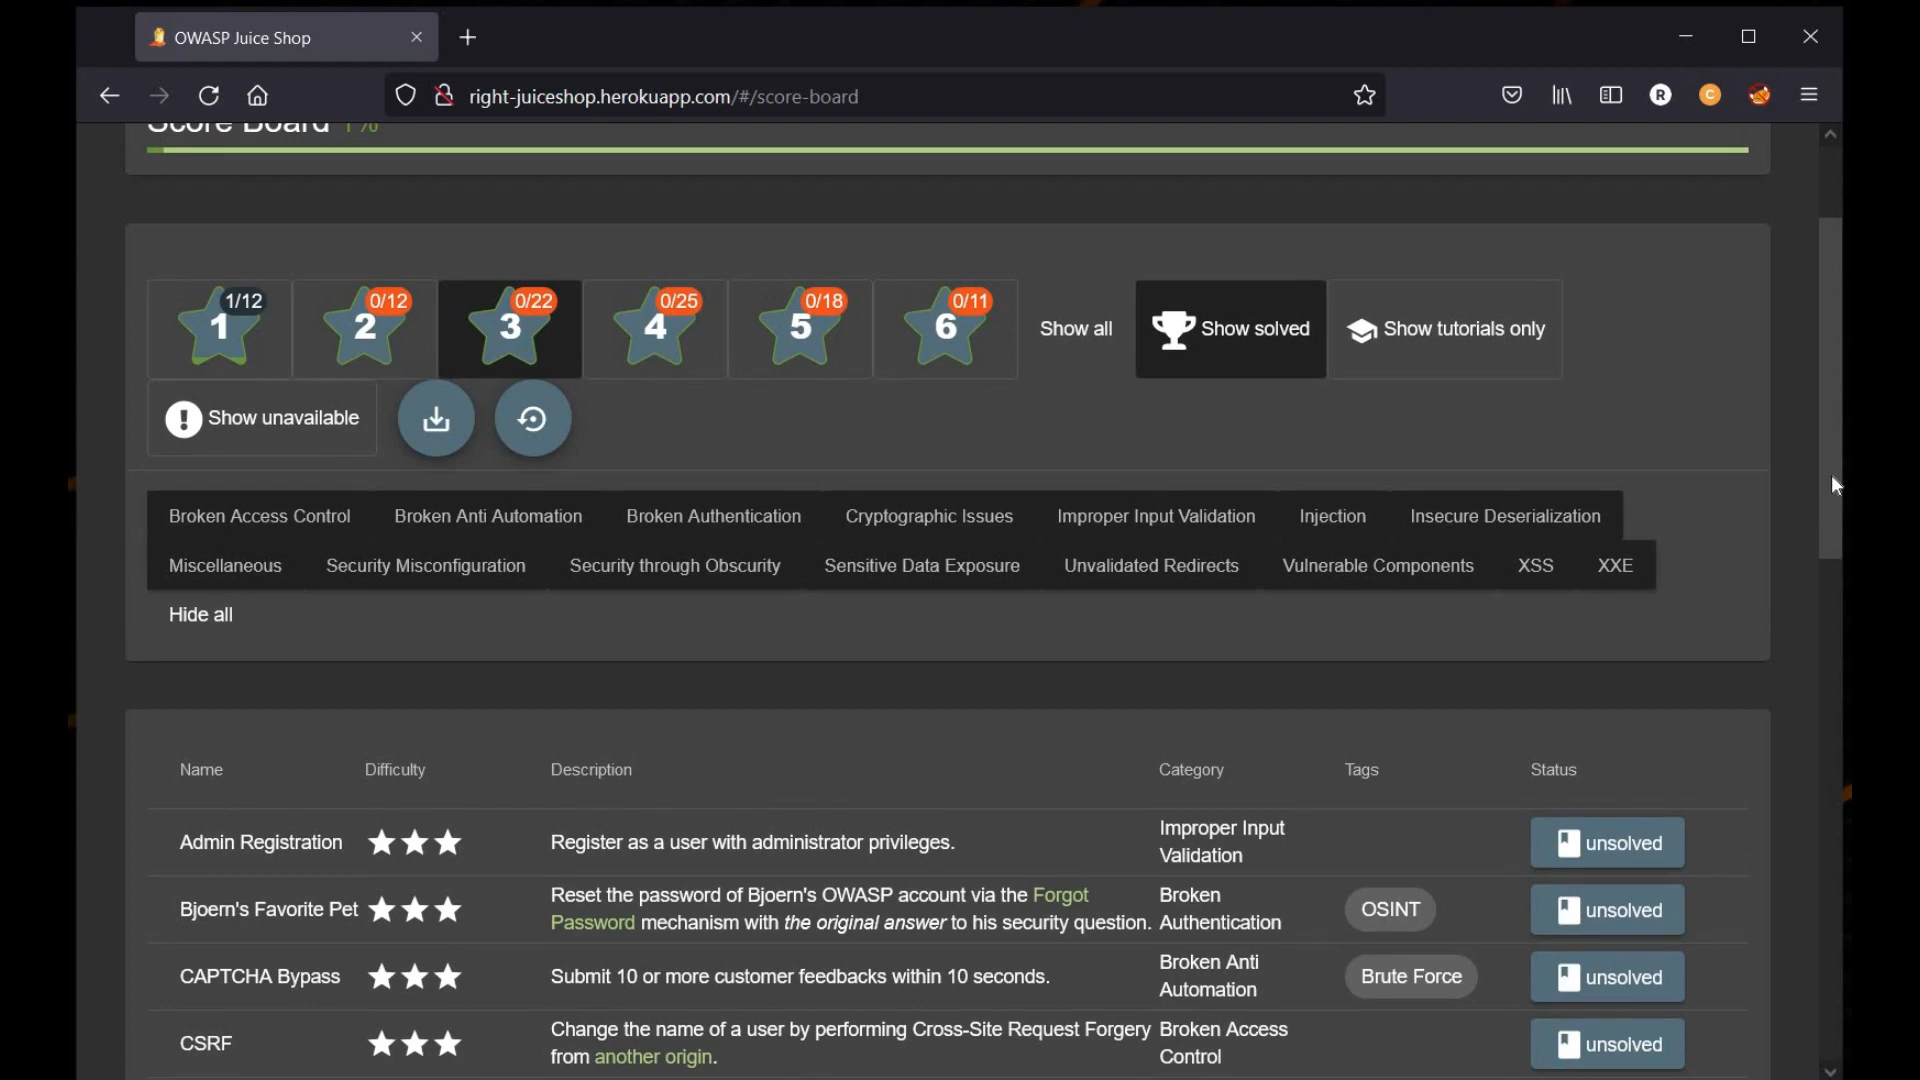 OWASP Juice Shop
right-juiceshop.herokuapp.com/#/score-board
R
C
Score Board 1%
1/12 0/12 0/22 0/25 0/18 0/11
1 2 3 4 5 6 Show all Show solved Show tutorials only
Show unavailable
Broken Access Control Broken Anti Automation Broken Authentication Cryptographic Issues Improper Input Validation Injection Insecure Deserialization
Miscellaneous Security Misconfiguration Security through Obscurity Sensitive Data Exposure Unvalidated Redirects Vulnerable Components XSS XXE
Hide all
Name Difficulty Description Category Tags Status
Admin Registration Register as a user with administrator privileges. Improper Input
Validation unsolved
Bjoern's Favorite Pet Reset the password of Bjoern's OWASP account via the Forgot
Password mechanism with the original answer to his security question. Broken
Authentication OSINT unsolved
CAPTCHA Bypass Submit 10 or more customer feedbacks within 10 seconds. Broken Anti
Automation Brute Force unsolved
CSRF Change the name of a user by performing Cross-Site Request Forgery
from another origin. Broken Access
Control unsolved